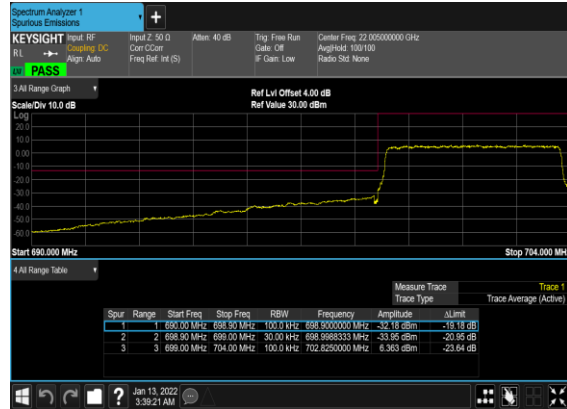 Spectrum Analyzer 1
Spurious Emissions
KEYSIGHT Input: RF Input Z: 50 Ω Atten: 40 dB Trig: Free Run Center Freq: 22.005000000 GHz
RL Coupling: DC Corr CCorr Gate: Off Avg|Hold: 100/100
Align: Auto Freq Ref: Int (S) IF Gain: Low Radio Std: None
PASS
3 All Range Graph Ref Lvl Offset 4.00 dB
Scale/Div 10.0 dB Ref Value 30.00 dBm
Log
20.0
10.0
0.00
-10.0
-20.0
-30.0
-40.0
-50.0
-60.0
Start 690.000 MHz Stop 704.000 MH
4 All Range Table
Measure Trace Trace 1
Trace Type Trace Average (Active)
Spur Range Start Freq Stop Freq RBW Frequency Amplitude ΔLimit
1 1 690.00 MHz 698.90 MHz 100.0 kHz 698.9000000 MHz -32.18 dBm -19.18 dB
2 2 698.90 MHz 699.00 MHz 30.00 kHz 698.9988333 MHz -33.95 dBm -20.95 dB
3 3 699.00 MHz 704.00 MHz 100.0 kHz 702.8250000 MHz 6.363 dBm -23.64 dB
? Jan 13, 2022
3:39:21 AM